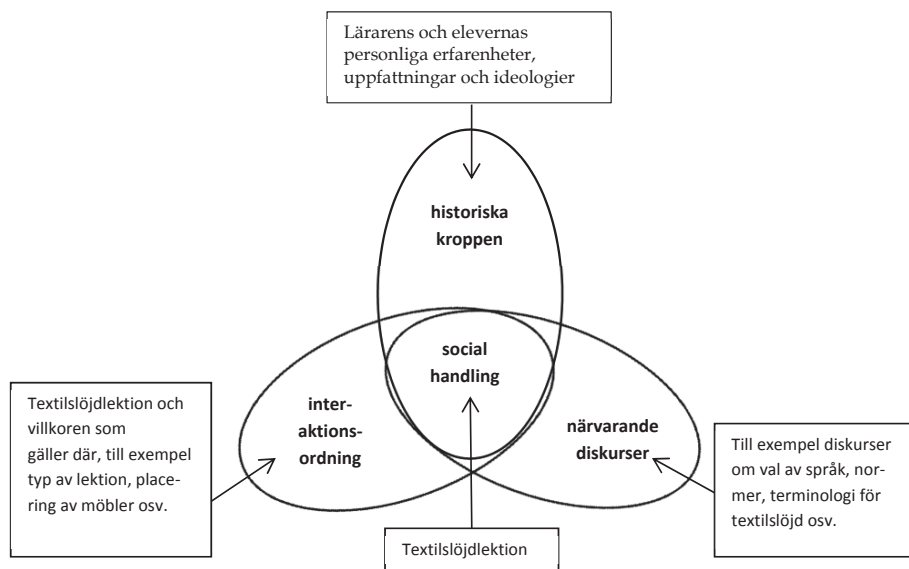 Lärarens och elevernas
personliga erfarenheter,
uppfattningar och ideologier
historiska
kroppen
social
handling
inter-
aktions-
ordning
närvarande
diskurser
Textilslöjdlektion och
villkoren som
gäller där, till exempel
typ av lektion, place-
ring av möbler osv.
Till exempel diskurser
om val av språk, nor-
mer, terminologi för
textilslöjd osv.
Textilslöjdlektion